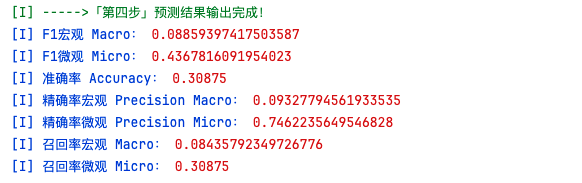 [I] ----->「第四步」预测结果输出完成!
[I] F1宏观 Macro: 0.08859397417503587
[I] F1微观 Micro: 0.4367816091954023
[I] 准确率 Accuracy: 0.30875
[I] 精确率宏观 Precision Macro: 0.09327794561933535
[I] 精确率微观 Precision Micro: 0.7462235649546828
[I] 召回率宏观 Macro: 0.08435792349726776
[I] 召回率微观 Micro: 0.30875